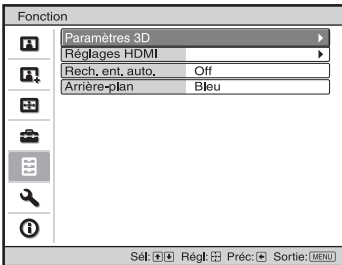 Fonction
Paramètres 3D
Réglages HDMI
Rech. ent. auto. Off
Arrière-plan Bleu
Sél: Régl: Préc: Sortie: MENU